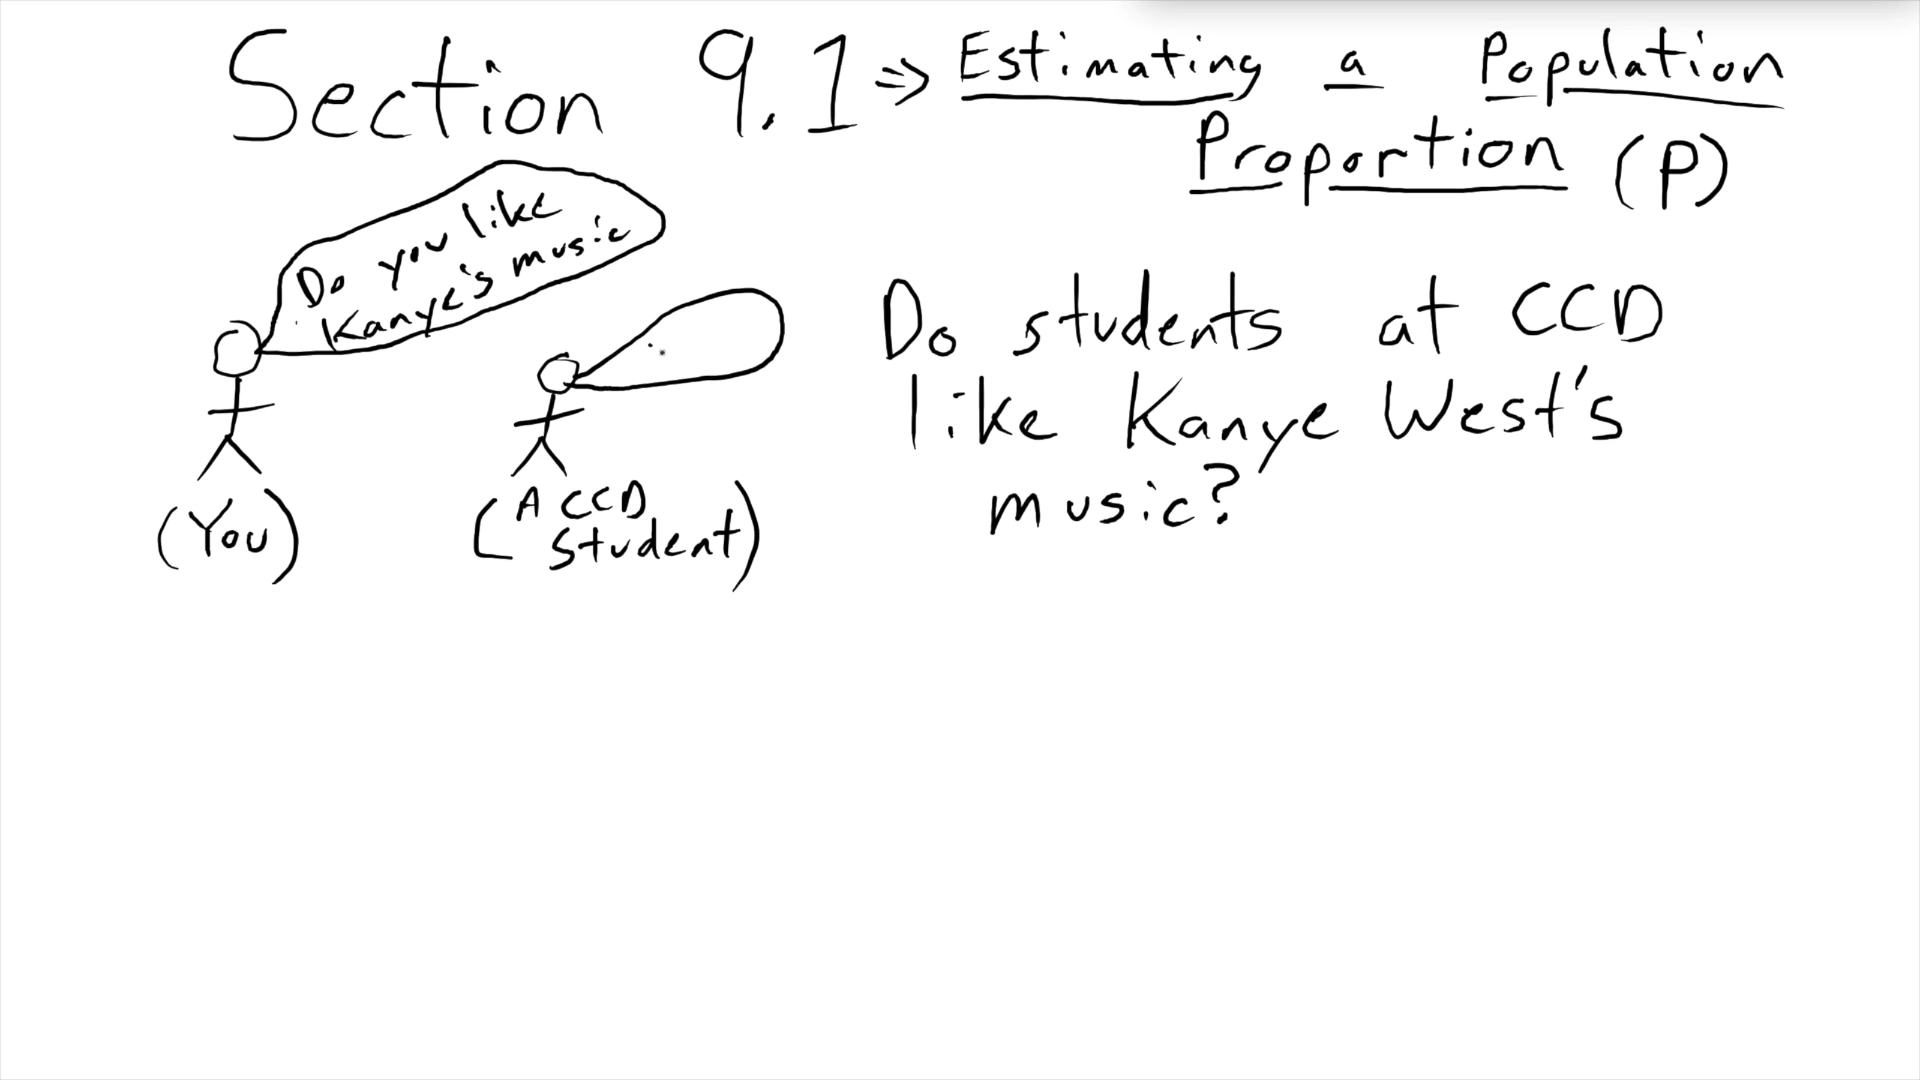 Section 9.1 => Estimating a Population
Proportion (P)
Do you like
Kanye's music
(You)
(A CCD
Student)
Do students at CCD
like Kanye West's
music?